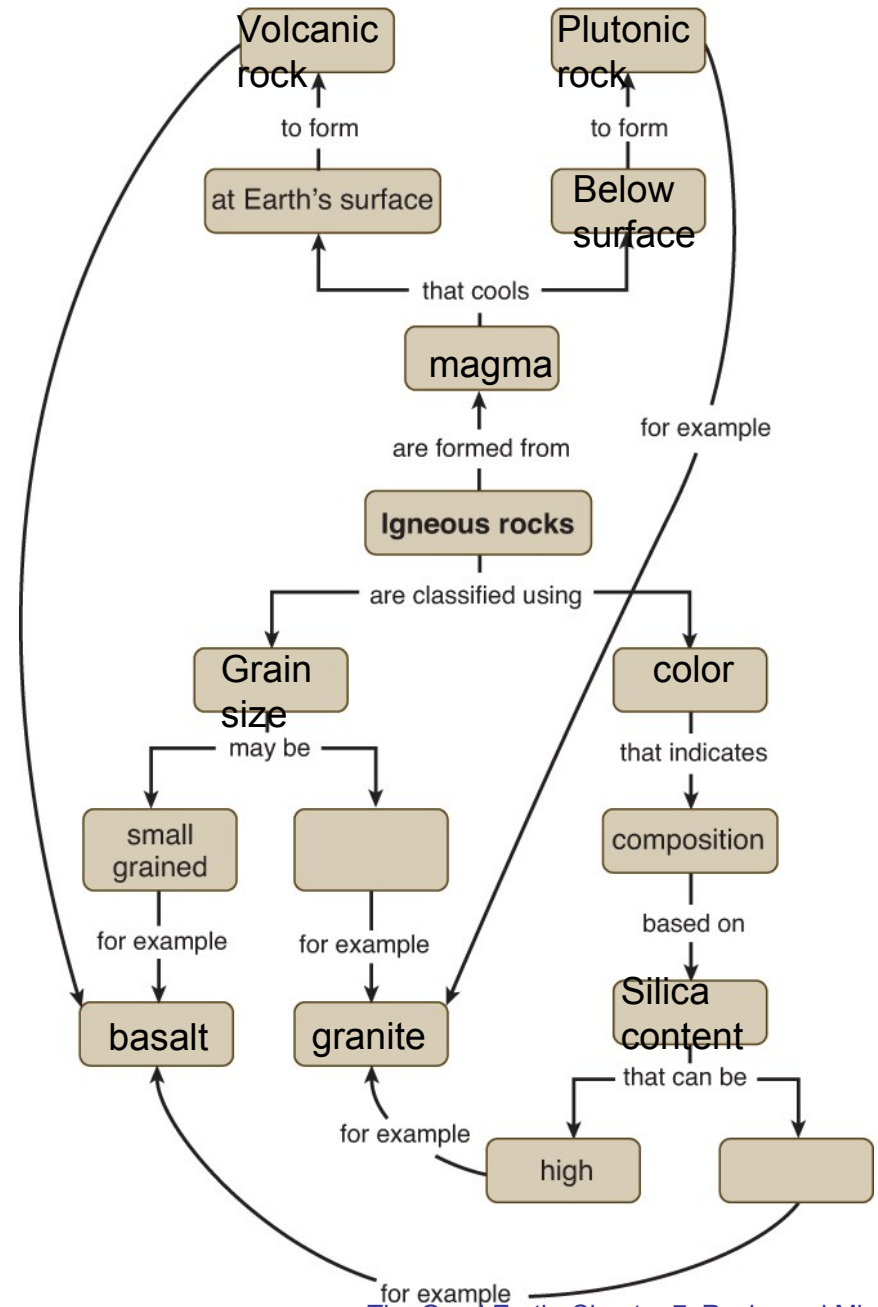 Volcanic
rock
Plutonic
rock
to form
to form
at Earth's surface
Below
surface
that cools
magma
for example
are formed from
Igneous rocks
are classified using
Grain
size
color
may be
that indicates
small
grained
composition
based on
for example
for example
Silica
content
basalt
granite
that can be
for example
high
for example